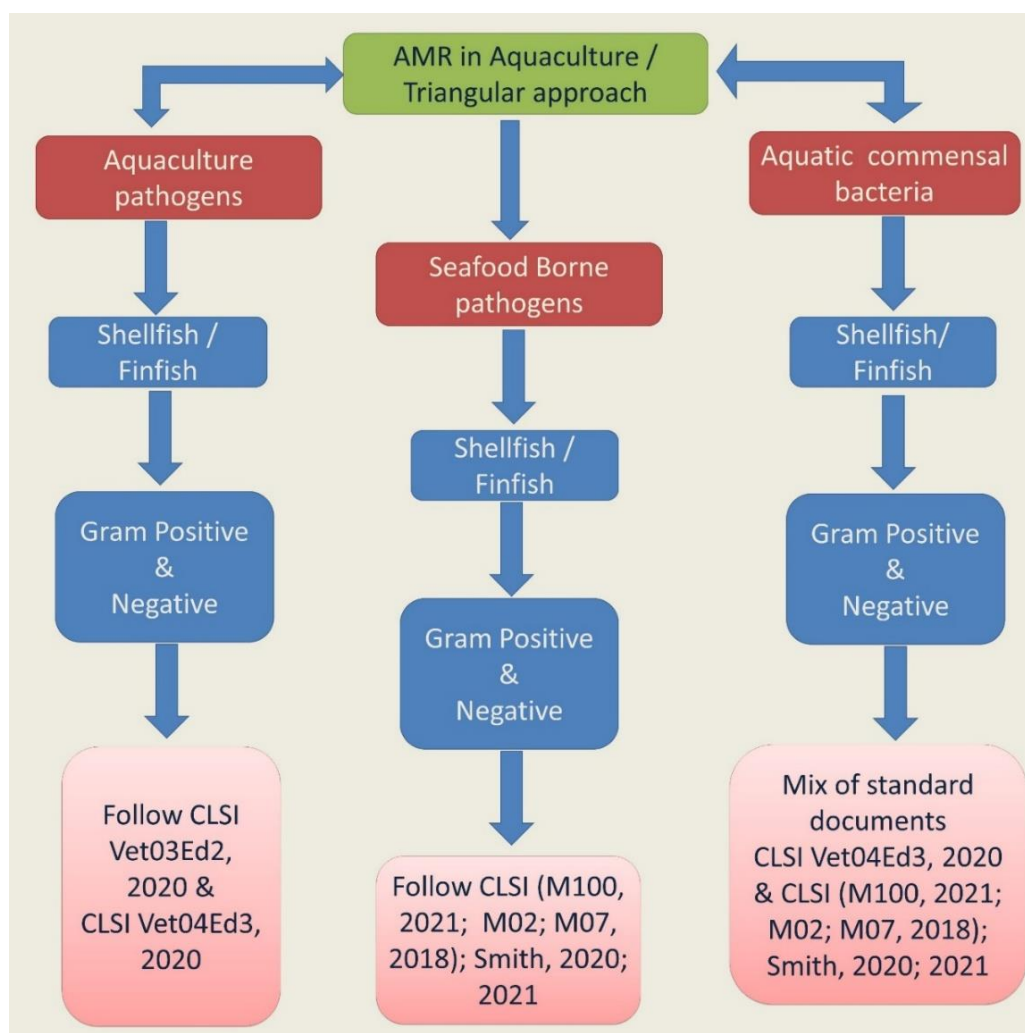 AMR in Aquaculture /
Triangular approach
Aquaculture
pathogens
Shellfish /
Finfish
Gram Positive
&
Negative
Follow CLSI
Vet03Ed2,
2020 &
CLSI Vet04Ed3,
2020
Seafood Borne
pathogens
Shellfish /
Finfish
Gram Positive
&
Negative
Follow CLSI (M100,
2021; M02; M07,
2018); Smith, 2020;
2021
Aquatic commensal
bacteria
Shellfish/
Finfish
Gram Positive
&
Negative
Mix of standard
documents
CLSI Vet04Ed3, 2020
& CLSI (M100, 2021;
M02; M07, 2018);
Smith, 2020; 2021